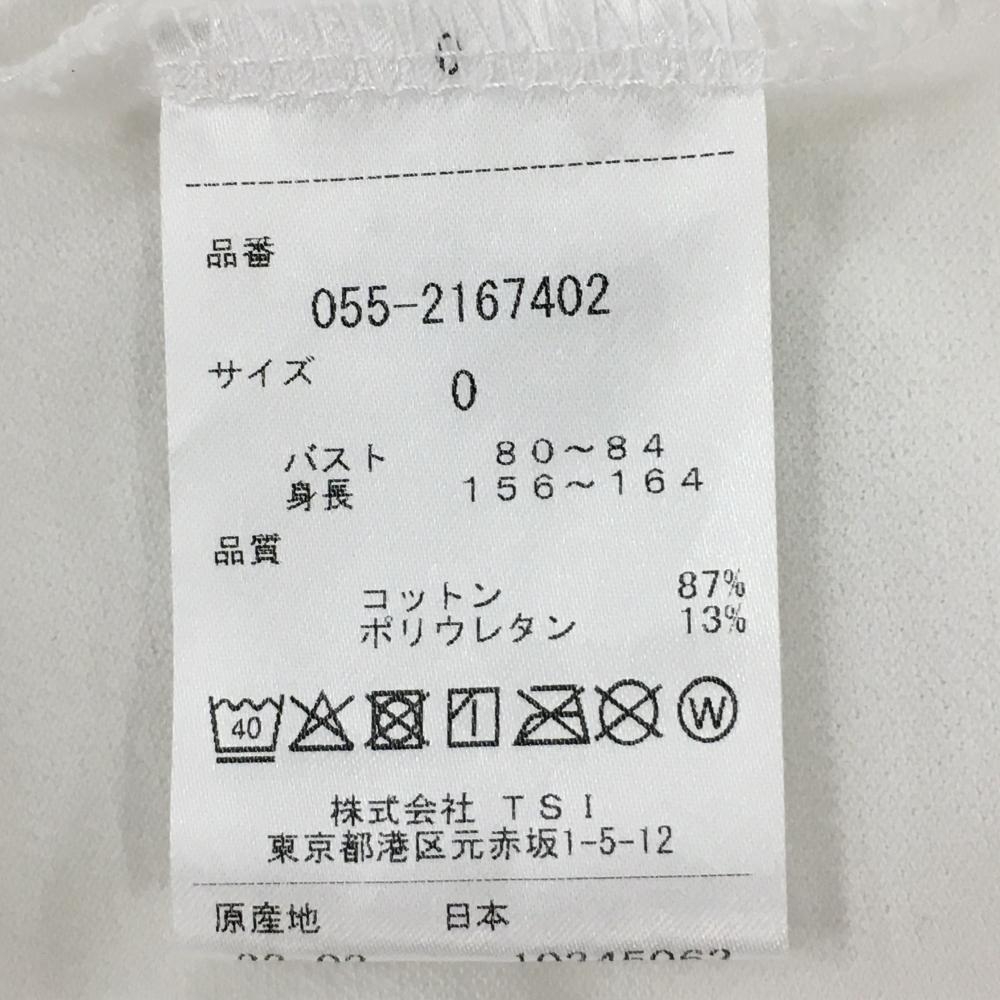 0
品番
055-2167402
サイズ 0
バスト 80～84
身長 156～164
品質
コットン 87%
ポリウレタン 13%
40 W
株式会社 TSI
東京都港区元赤坂1-5-12
原産地 日本